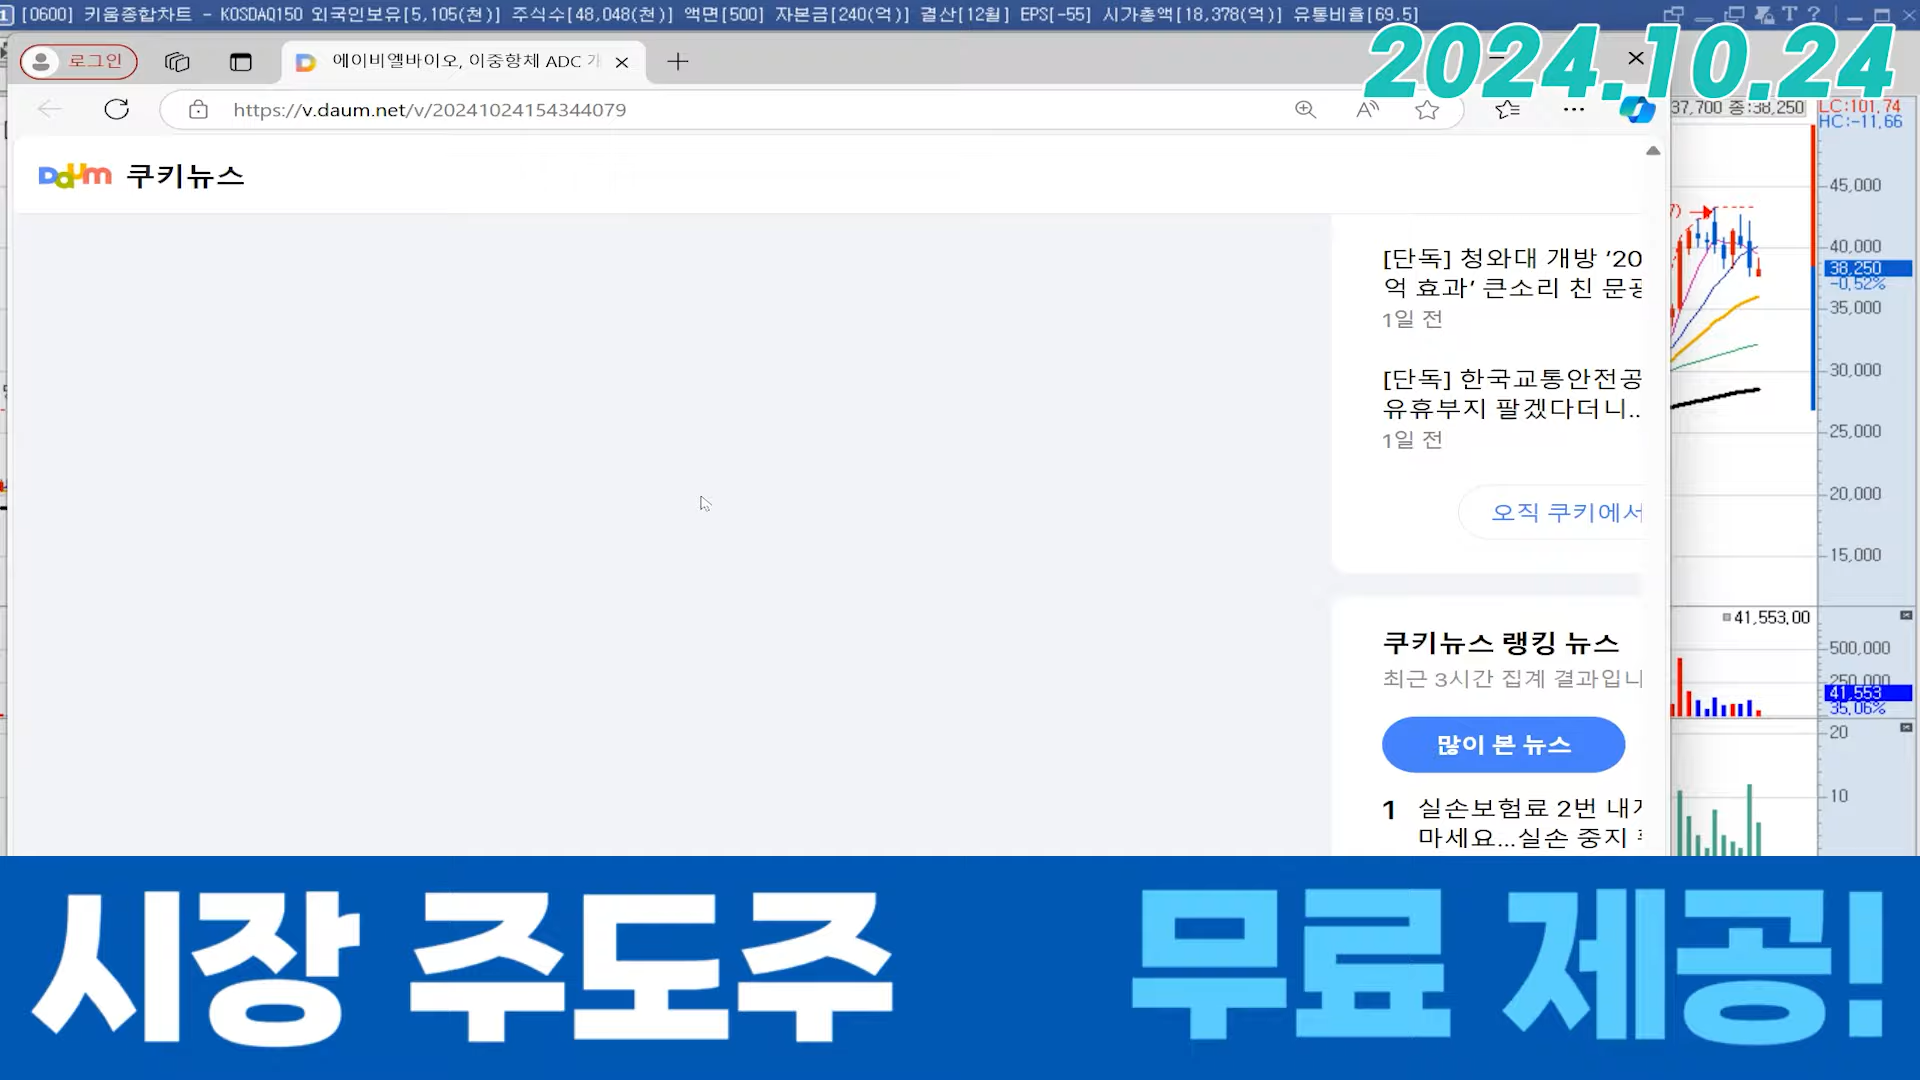 [0600] 키움종합차트 - KOSDAQ150 외국인보유[5,105(천)] 주식수[48,048(천)] 액면[500] 자본금[240(억)] 결산[12월] EPS[-55] 시가총액[18,378(억)] 유통비율[69.5]
2024.10.24
로그인
에이비엘바이오, 이중항체 ADC
https://v.daum.net/v/20241024154344079
37,700 종:38,250
LC:101.74
HC:-11.66
Daum 쿠키뉴스
[단독] 청와대 개방 '20
억 효과' 큰소리 친 문공
1일 전
[단독] 한국교통안전공
유휴부지 팔겠다더니..
1일 전
오직 쿠키에서
쿠키뉴스 랭킹 뉴스
최근 3시간 집계 결과입니
많이 본 뉴스
1 실손보험료 2번 내지
마세요...실손 중지
45,000
40,000
38,250
-0.52%
35,000
30,000
25,000
20,000
15,000
41,553,00
500,000
250,000
41,553
35.06%
20
10
시장 주도주 무료 제공!